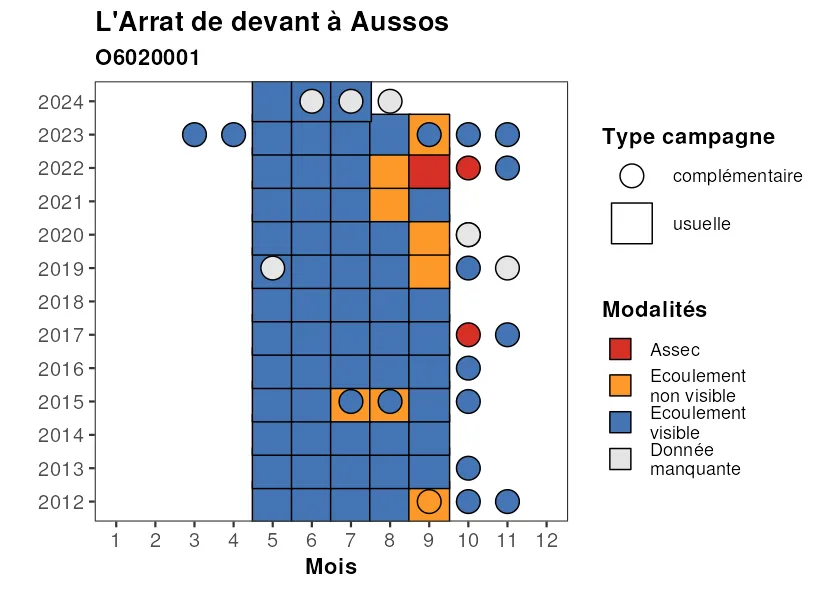 L'Arrat de devant à Aussos
O6020001
2024
2023
2022
2021
2020
2019
2018
2017
2016
2015
2014
2013
2012
1 2 3 4 5 6 7 8 9 10 11 12
Mois
Type campagne
complémentaire
usuelle
Modalités
Assec
Ecoulement
non visible
Ecoulement
visible
Donnée
manquante